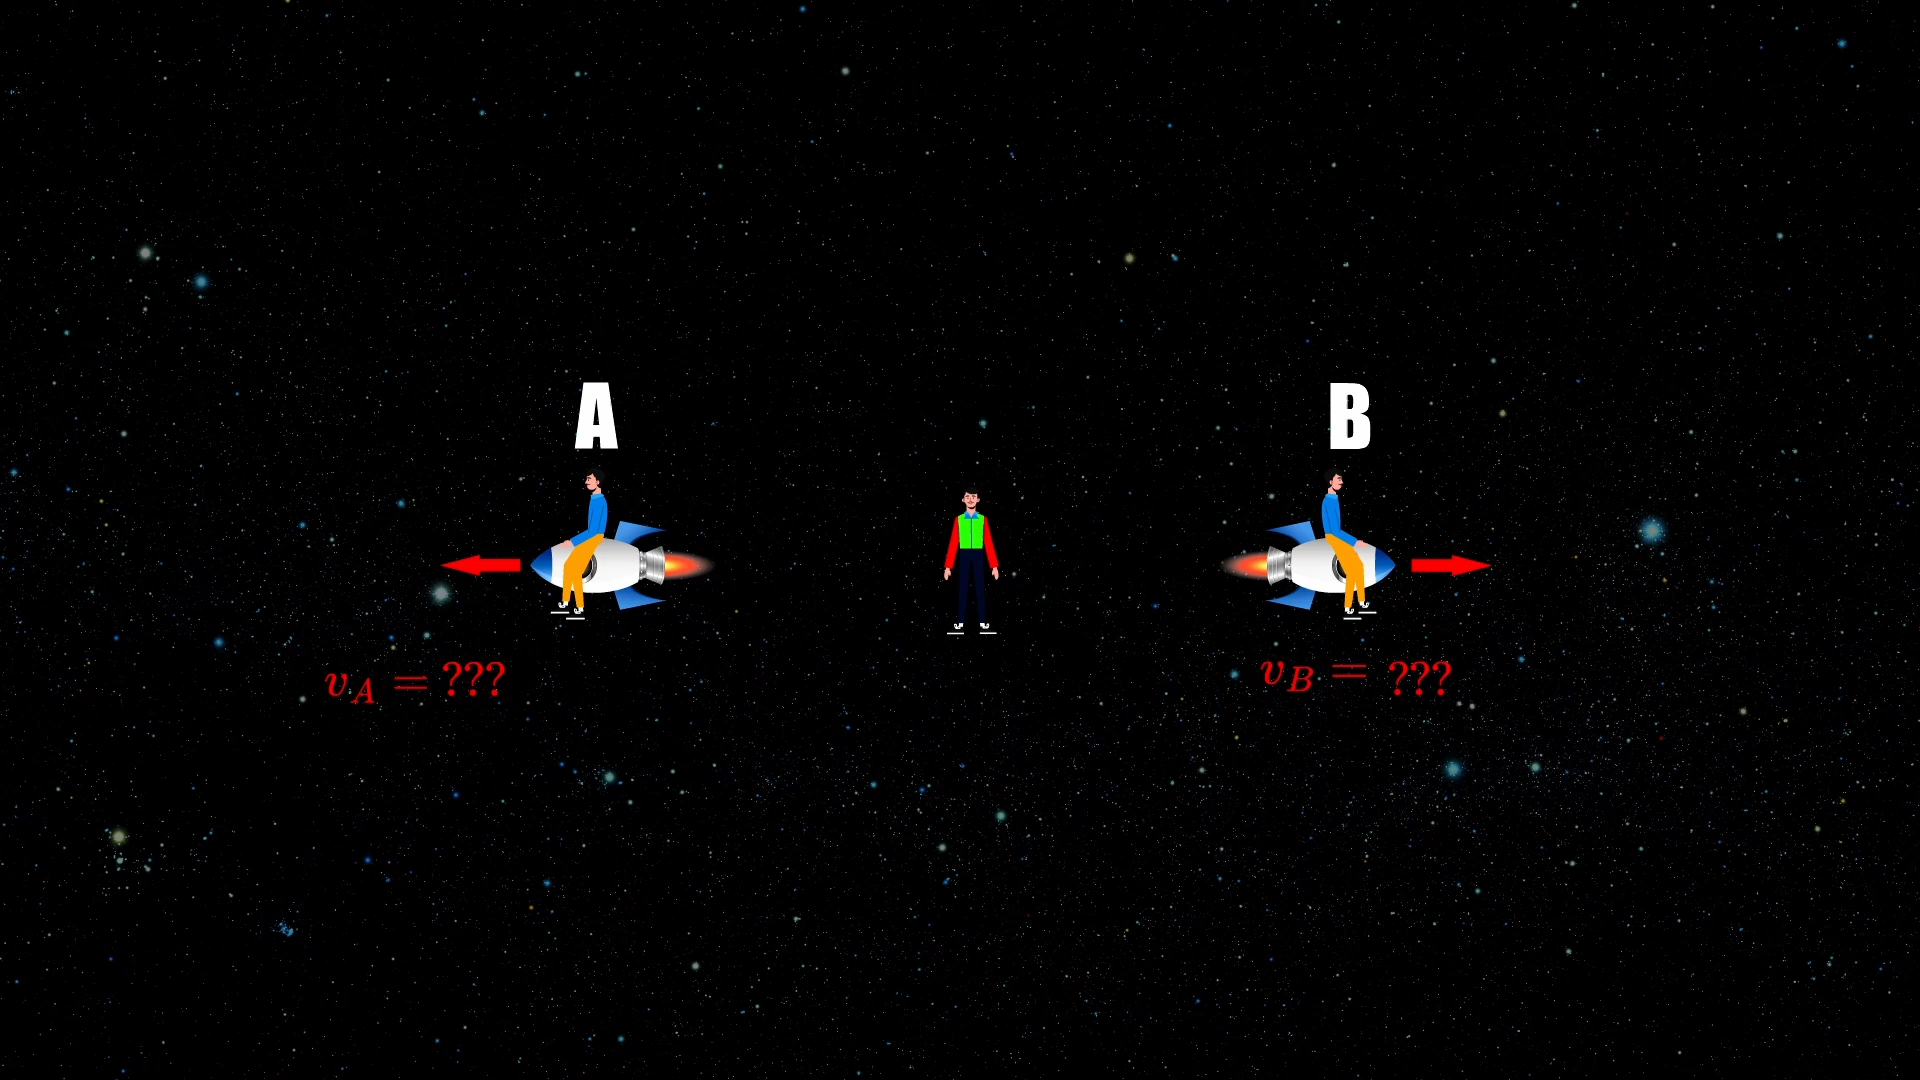 A
B
v_A = ???
v_B = ???